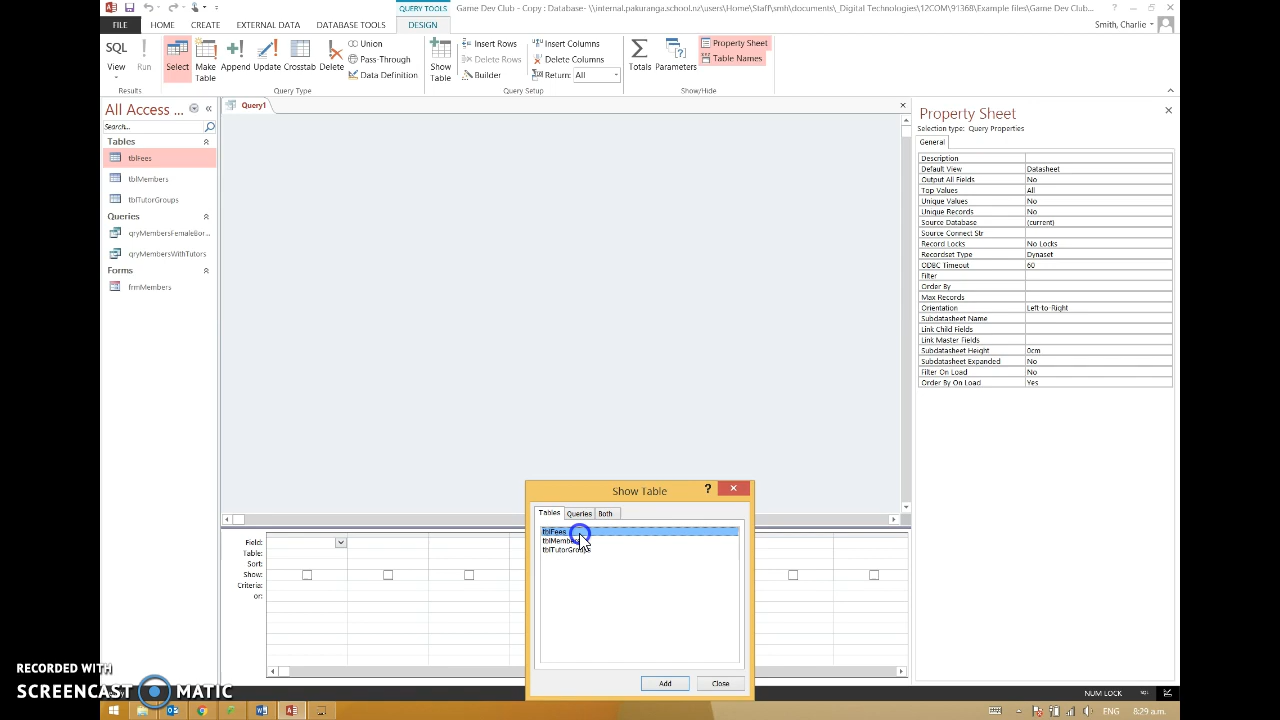 QUERY TOOLS
Game Dev Club - Copy : Database- \\internal.pakuranga.school.nz\users\Home\Staff\smh\documents\_Digital Technologies\12COM\91368\Example files\Game Dev Club...
FILE HOME CREATE EXTERNAL DATA DATABASE TOOLS DESIGN
Smith, Charlie
SQL
View
Run
Select
Make
Table
Append
Update
Crosstab
Delete
Union
Pass-Through
Data Definition
Show
Table
Insert Rows
Delete Rows
Builder
Insert Columns
Delete Columns
Return: All
Totals
Parameters
Property Sheet
Table Names
Results
Query Type
Query Setup
Show/Hide
All Access ...
Search...
Tables
tblFees
tblMembers
tblTutorGroups
Queries
qryMembersFemaleBor...
qryMembersWithTutors
Forms
frmMembers
Query1
Property Sheet
Selection type: Query Properties
General
Description
Default View Datasheet
Output All Fields No
Top Values All
Unique Values No
Unique Records No
Source Database (current)
Source Connect Str
Record Locks No Locks
Recordset Type Dynaset
ODBC Timeout 60
Filter
Order By
Max Records
Orientation Left-to-Right
Subdatasheet Name
Link Child Fields
Link Master Fields
Subdatasheet Height 0cm
Subdatasheet Expanded No
Filter On Load No
Order By On Load Yes
Show Table
Tables Queries Both
tblFees
tblMembers
tblTutorGroups
Add Close
Field:
Table:
Sort:
Show:
Criteria:
or:
RECORDED WITH
SCREENCAST MATIC
NUM LOCK
SQL
ENG
8:29 a.m.